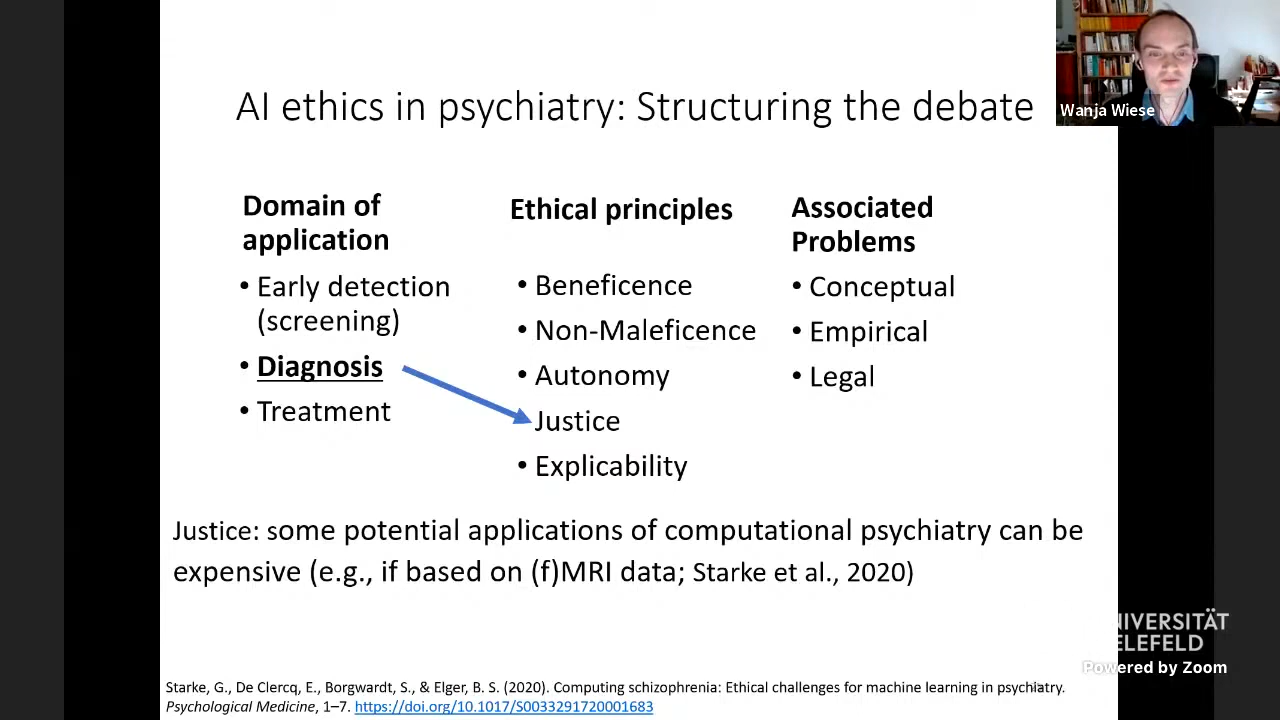 AI ethics in psychiatry: Structuring the debate
Wanja Wiese
Domain of
application
• Early detection
(screening)
• Diagnosis
• Treatment
Ethical principles
• Beneficence
• Non-Maleficence
• Autonomy
Justice
• Explicability
Associated
Problems
• Conceptual
• Empirical
• Legal
Justice: some potential applications of computational psychiatry can be
expensive (e.g., if based on (f)MRI data; Starke et al., 2020)
NIVERSITÄT
ELEFELD
Powered by Zoom
Starke, G., De Clercq, E., Borgwardt, S., & Elger, B. S. (2020). Computing schizophrenia: Ethical challenges for machine learning in psychiatry.
Psychological Medicine, 1–7. https://doi.org/10.1017/S0033291720001683